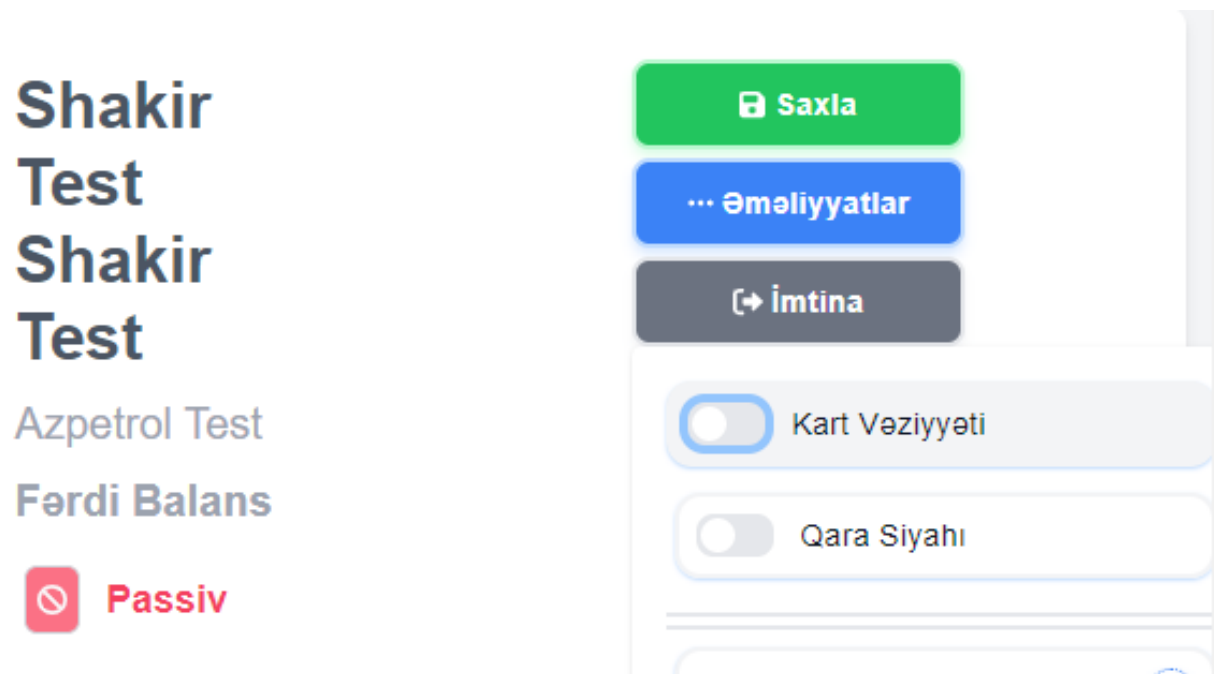 Shakir
Test
Shakir
Test
Azpetrol Test
Fərdi Balans
Passiv
Saxla
··· Əməliyyatlar
İmtina
Kart Vəziyyəti
Qara Siyahı